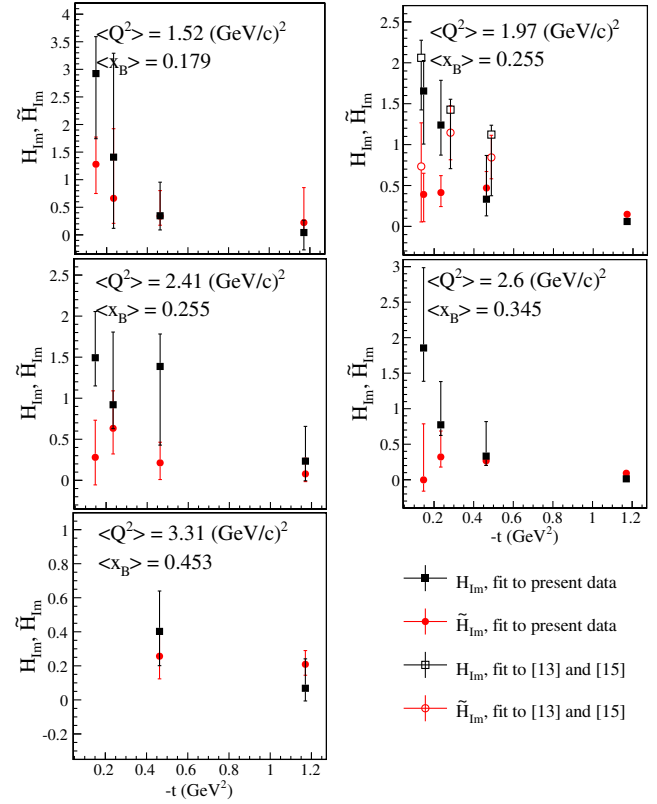 <Q²> = 1.52 (GeV/c)²
<x_B> = 0.179
H_Im, H̃_Im
4
3.5
3
2.5
2
1.5
1
0.5
0
<Q²> = 1.97 (GeV/c)²
<x_B> = 0.255
H_Im, H̃_Im
2.5
2
1.5
1
0.5
0
<Q²> = 2.41 (GeV/c)²
<x_B> = 0.255
H_Im, H̃_Im
2.5
2
1.5
1
0.5
0
<Q²> = 2.6 (GeV/c)²
<x_B> = 0.345
H_Im, H̃_Im
3
2.5
2
1.5
1
0.5
0
0.2 0.4 0.6 0.8 1 1.2
-t (GeV²)
<Q²> = 3.31 (GeV/c)²
<x_B> = 0.453
H_Im, H̃_Im
1
0.8
0.6
0.4
0.2
0
-0.2
0.2 0.4 0.6 0.8 1 1.2
-t (GeV²)
H_Im, fit to present data
H̃_Im, fit to present data
H_Im, fit to [13] and [15]
H̃_Im, fit to [13] and [15]